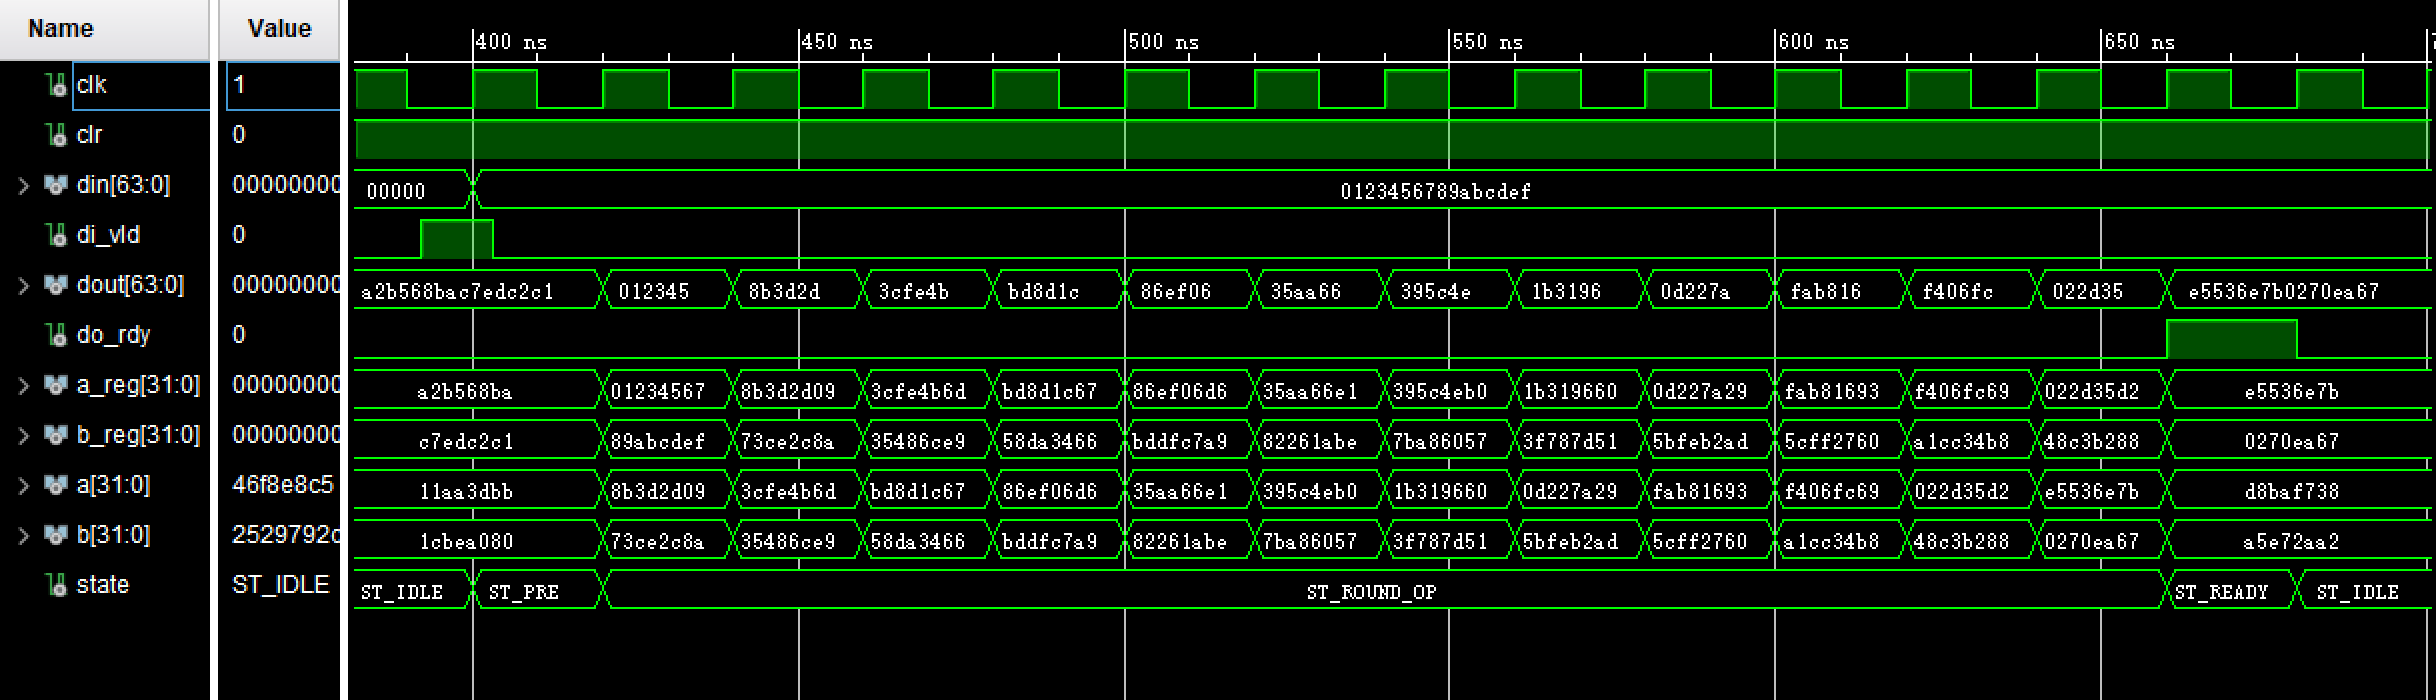 Name Value
400 ns 450 ns 500 ns 550 ns 600 ns 650 ns
clk 1
clr 0
din[63:0] 00000000 00000 0123456789abcdef
di_vld 0
dout[63:0] 00000000 a2b568bac7edc2c1 012345 8b3d2d 3cfe4b bd8d1c 86ef06 35aa66 395c4e 1b3196 0d227a fab816 f406fc 022d35 e5536e7b0270ea67
do_rdy 0
a_reg[31:0] 00000000 a2b568ba 01234567 8b3d2d09 3cfe4b6d bd8d1c67 86ef06d6 35aa66e1 395c4eb0 1b319660 0d227a29 fab81693 f406fc69 022d35d2 e5536e7b
b_reg[31:0] 00000000 c7edc2c1 89abcdef 73ce2c8a 35486ce9 58da3466 bddfc7a9 82261abe 7ba86057 3f787d51 5bfeb2ad 5cff2760 a1cc34b8 48c3b288 0270ea67
a[31:0] 46f8e8c5 11aa3dbb 8b3d2d09 3cfe4b6d bd8d1c67 86ef06d6 35aa66e1 395c4eb0 1b319660 0d227a29 fab81693 f406fc69 022d35d2 e5536e7b d8baf738
b[31:0] 2529792c 1cbea080 73ce2c8a 35486ce9 58da3466 bddfc7a9 82261abe 7ba86057 3f787d51 5bfeb2ad 5cff2760 a1cc34b8 48c3b288 0270ea67 a5e72aa2
state ST_IDLE ST_IDLE ST_PRE ST_ROUND_OP ST_READY ST_IDLE